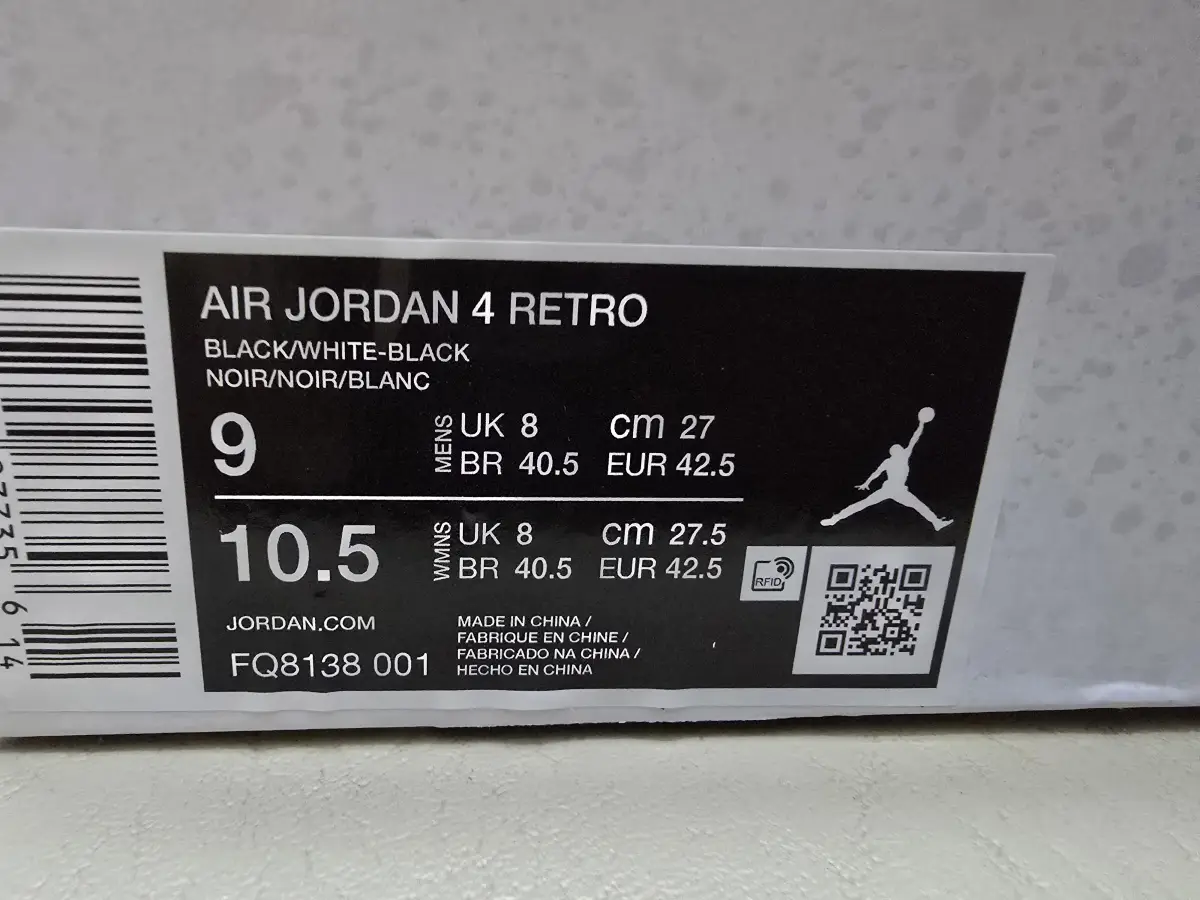 AIR JORDAN 4 RETRO
BLACK/WHITE-BLACK
NOIR/NOIR/BLANC
9
MENS
UK 8 cm 27
BR 40.5 EUR 42.5
10.5
WMNS
UK 8 cm 27.5
BR 40.5 EUR 42.5
RFID
JORDAN.COM
FQ8138 001
MADE IN CHINA /
FABRIQUE EN CHINE /
FABRICADO NA CHINA /
HECHO EN CHINA